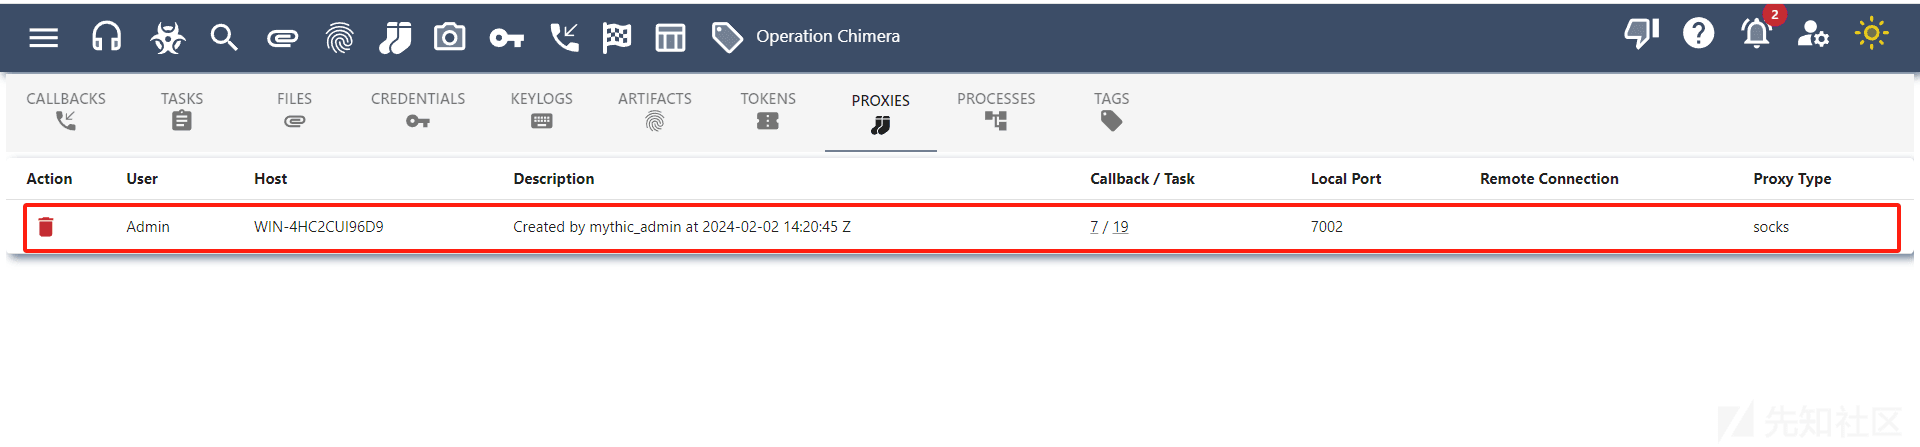 Operation Chimera
2
CALLBACKS TASKS FILES CREDENTIALS KEYLOGS ARTIFACTS TOKENS PROXIES PROCESSES TAGS
Action User Host Description Callback / Task Local Port Remote Connection Proxy Type
Admin WIN-4HC2CUI96D9 Created by mythic_admin at 2024-02-02 14:20:45 Z 7 / 19 7002 socks
先知社区